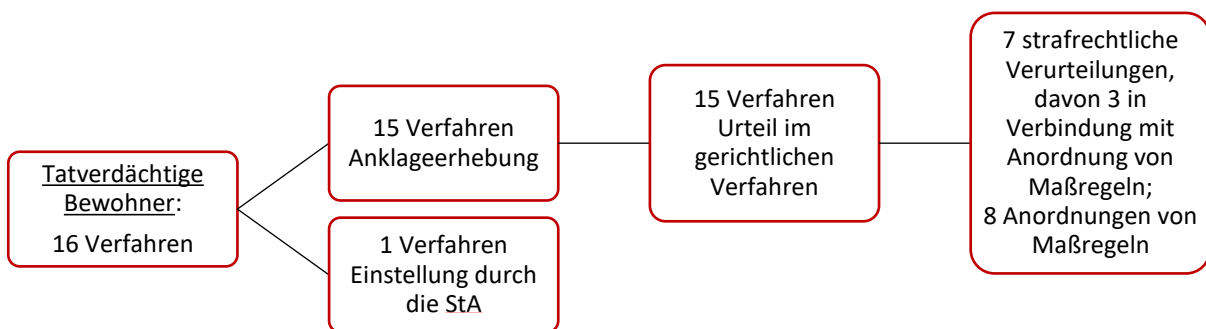 Tatverdächtige
Bewohner:
16 Verfahren
15 Verfahren
Anklageerhebung
1 Verfahren
Einstellung durch
die StA
15 Verfahren
Urteil im
gerichtlichen
Verfahren
7 strafrechtliche
Verurteilungen,
davon 3 in
Verbindung mit
Anordnung von
Maßregeln;
8 Anordnungen von
Maßregeln